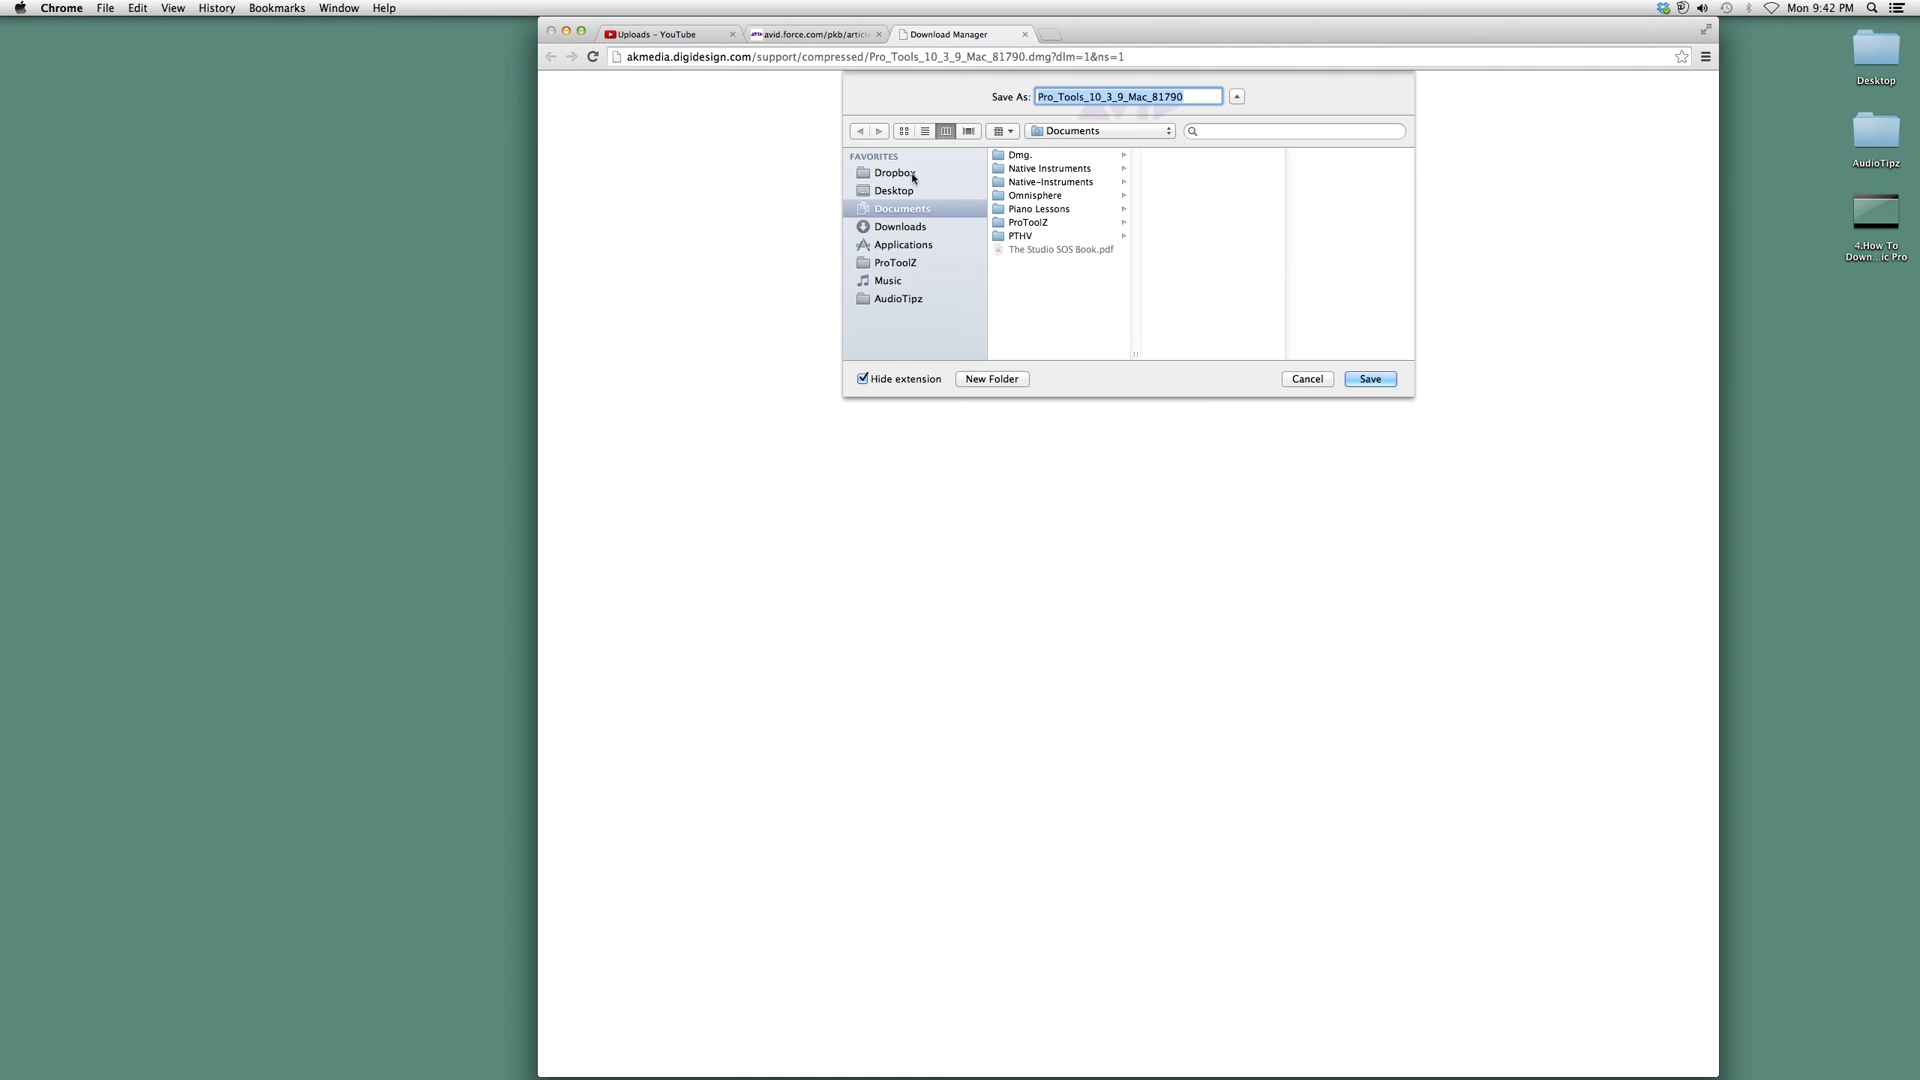 Chrome File Edit View History Bookmarks Window Help Mon 9:42 PM
Uploads - YouTube avid.force.com/pkb/article Download Manager
akmedia.digidesign.com/support/compressed/Pro_Tools_10_3_9_Mac_81790.dmg?dlm=1&ns=1
Save As: Pro_Tools_10_3_9_Mac_81790
Documents
FAVORITES
Dropbox
Desktop
Documents
Downloads
Applications
ProToolZ
Music
AudioTipz
Dmg.
Native Instruments
Native-Instruments
Omnisphere
Piano Lessons
ProToolZ
PTHV
The Studio SOS Book.pdf
Hide extension New Folder Cancel Save
Desktop
AudioTipz
4.How To
Down...ic Pro